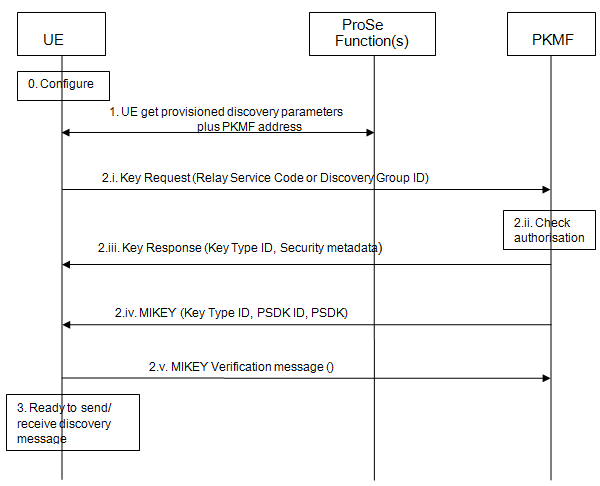 UE
ProSe
Function(s)
PKMF
0. Configure
1. UE get provisioned discovery parameters
plus PKMF address
2.i. Key Request (Relay Service Code or Discovery Group ID)
2.ii. Check
authorisation
2.iii. Key Response (Key Type ID, Security metadata)
2.iv. MIKEY (Key Type ID, PSDK ID, PSDK)
2.v. MIKEY Verification message ()
3. Ready to send/
receive discovery
message